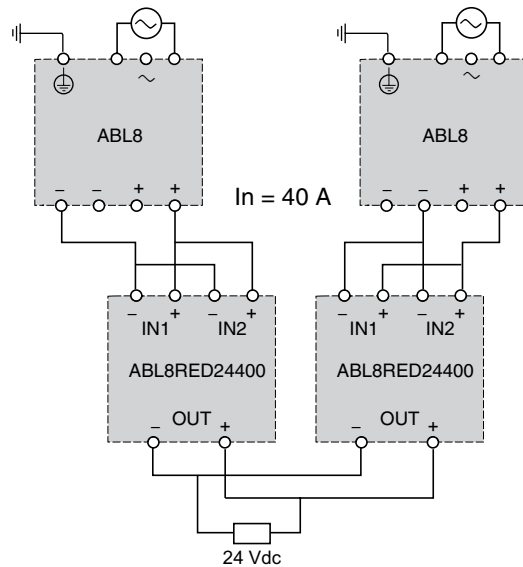 ABL8
ABL8
– – + +
– – + +
In = 40 A
– + – +
– + – +
IN1 IN2
IN1 IN2
ABL8RED24400
ABL8RED24400
OUT
OUT
– +
– +
24 Vdc